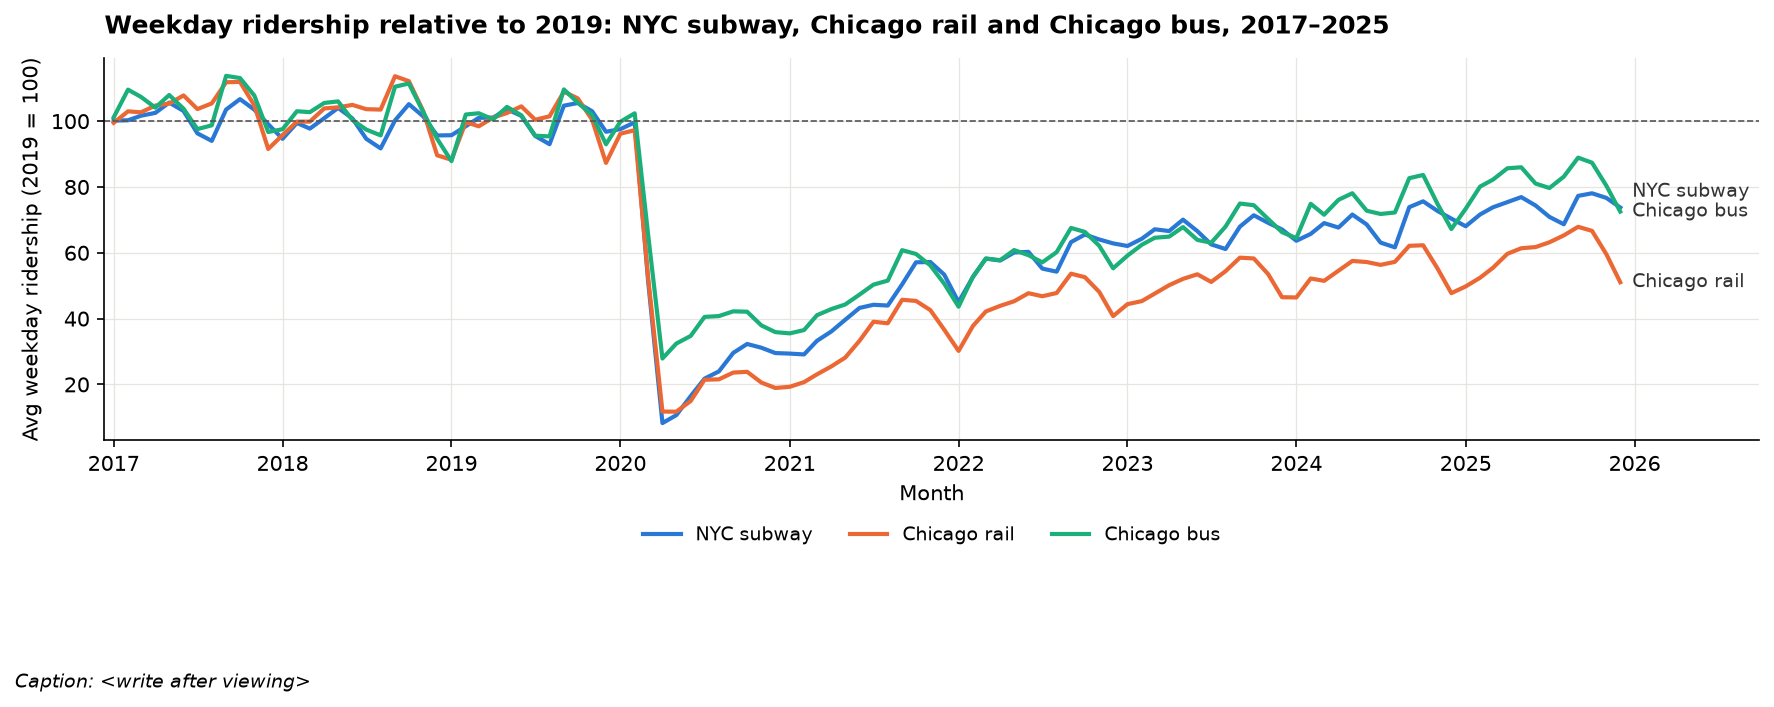 Weekday ridership relative to 2019: NYC subway, Chicago rail and Chicago bus, 2017–2025
Avg weekday ridership (2019 = 100)
100
80
60
40
20
NYC subway
Chicago bus
Chicago rail
2017 2018 2019 2020 2021 2022 2023 2024 2025 2026
Month
NYC subway Chicago rail Chicago bus
Caption: <write after viewing>